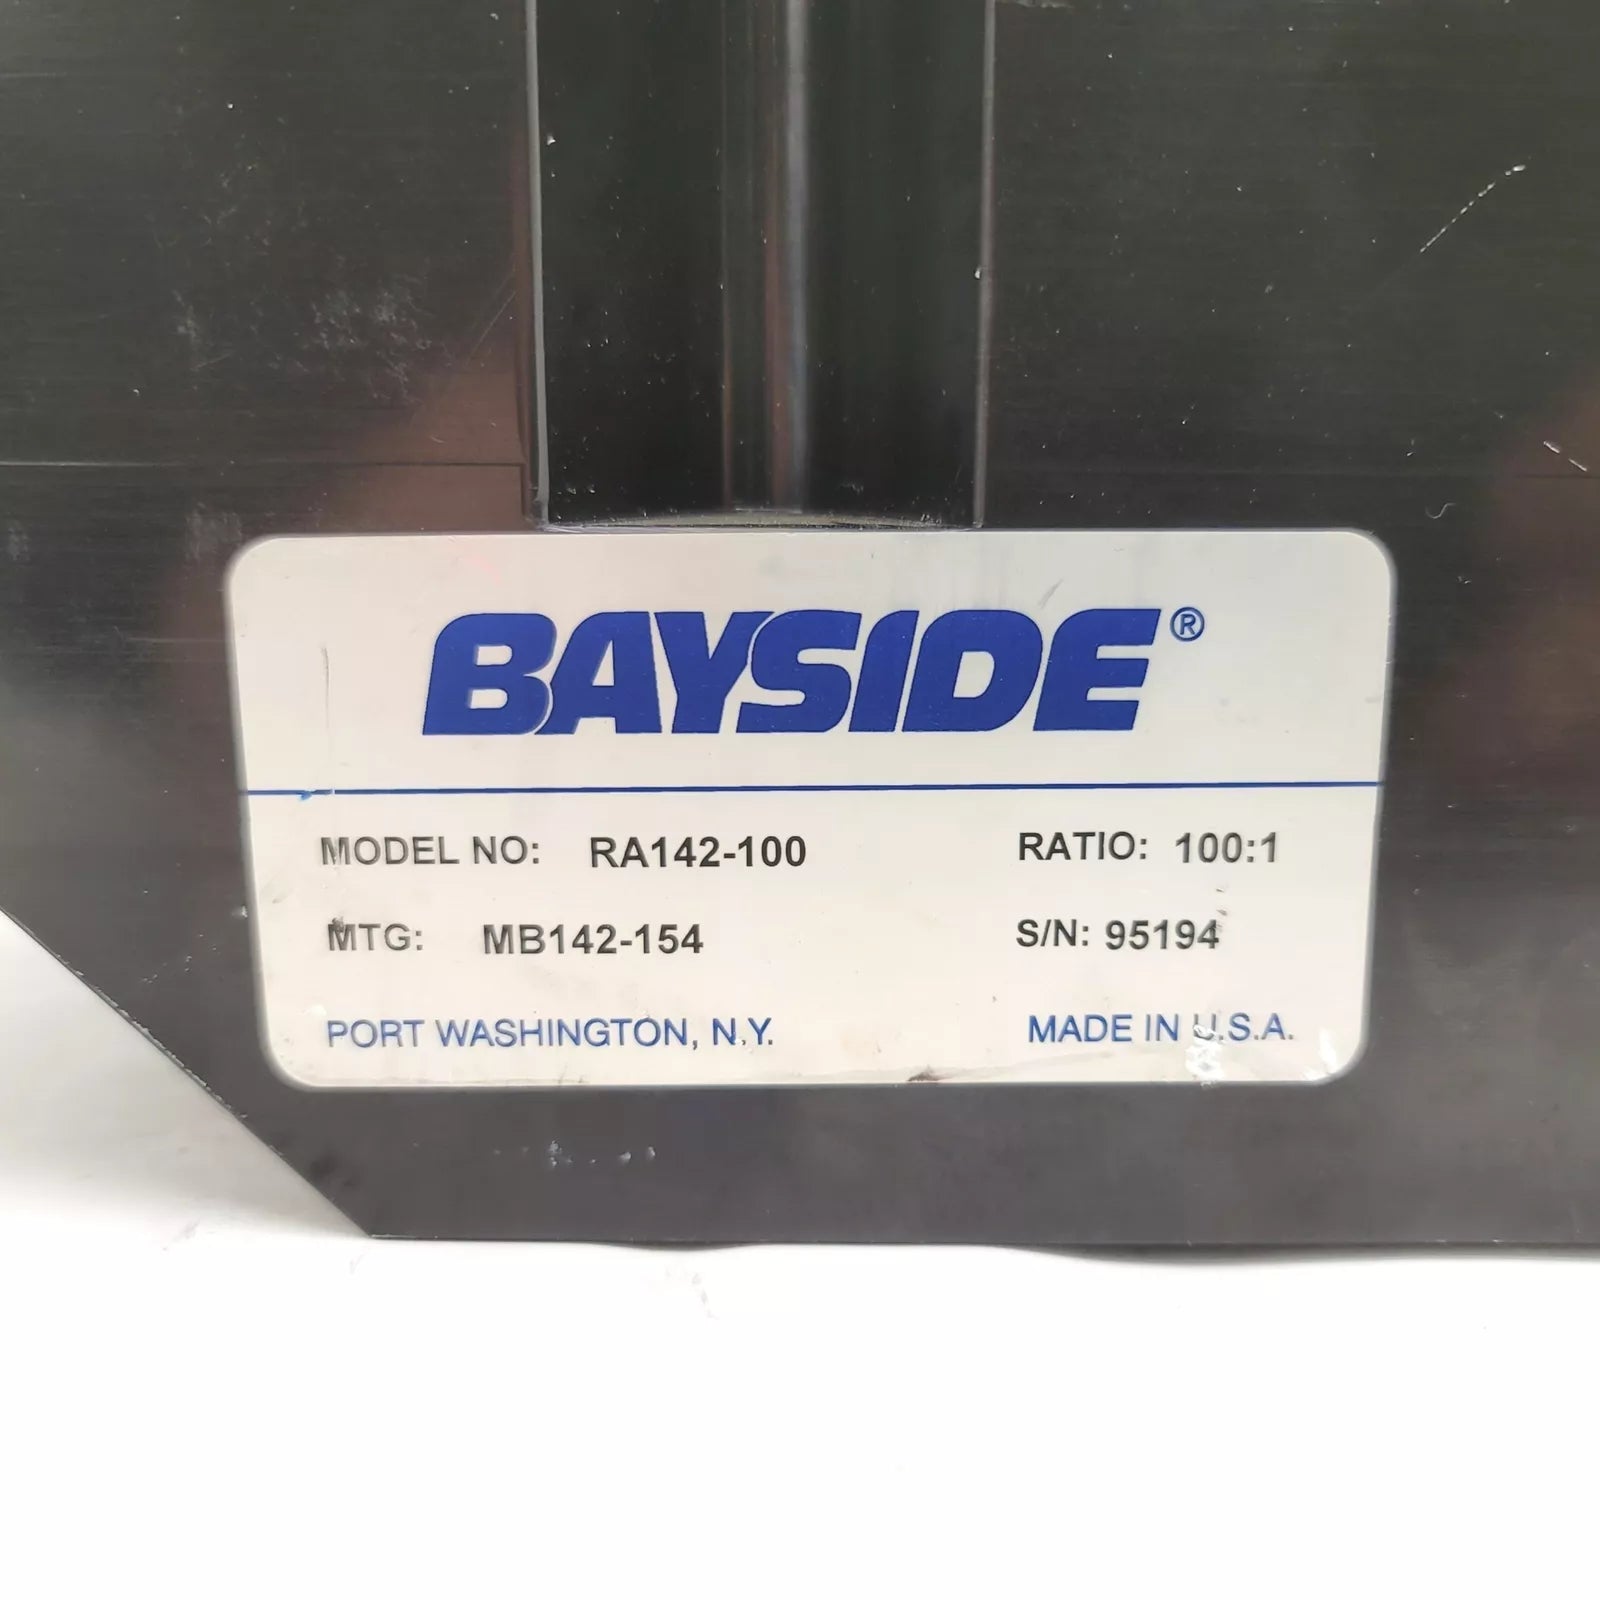 BAYSIDE®
MODEL NO: RA142-100 RATIO: 100:1
MTG: MB142-154 S/N: 95194
PORT WASHINGTON, N.Y. MADE IN U.S.A.